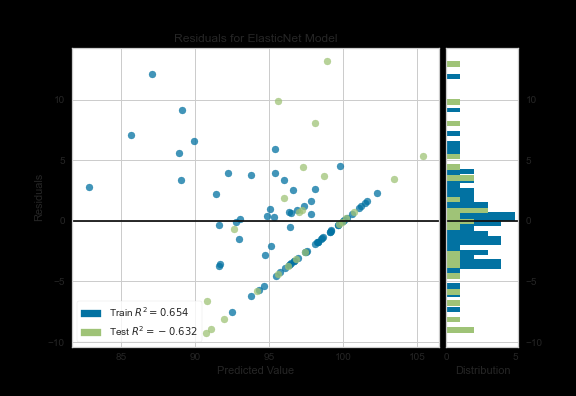 Residuals for ElasticNet Model
Residuals
10
5
0
−5
−10
Train R² = 0.654
Test R² = −0.632
85
90
95
100
105
Predicted Value
10
5
0
−5
−10
0
5
Distribution